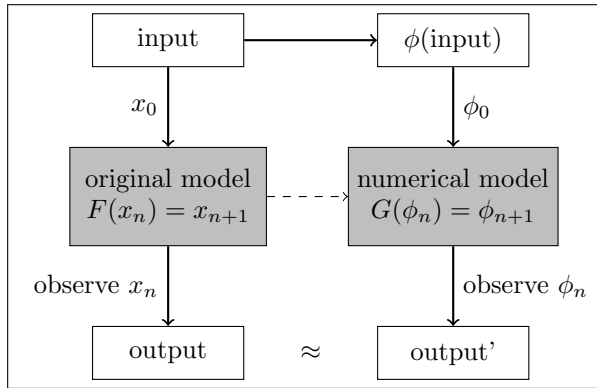 input
ϕ(input)
x₀
ϕ₀
original model
F(xₙ) = xₙ₊₁
numerical model
G(ϕₙ) = ϕₙ₊₁
observe xₙ
observe ϕₙ
output
≈
output'